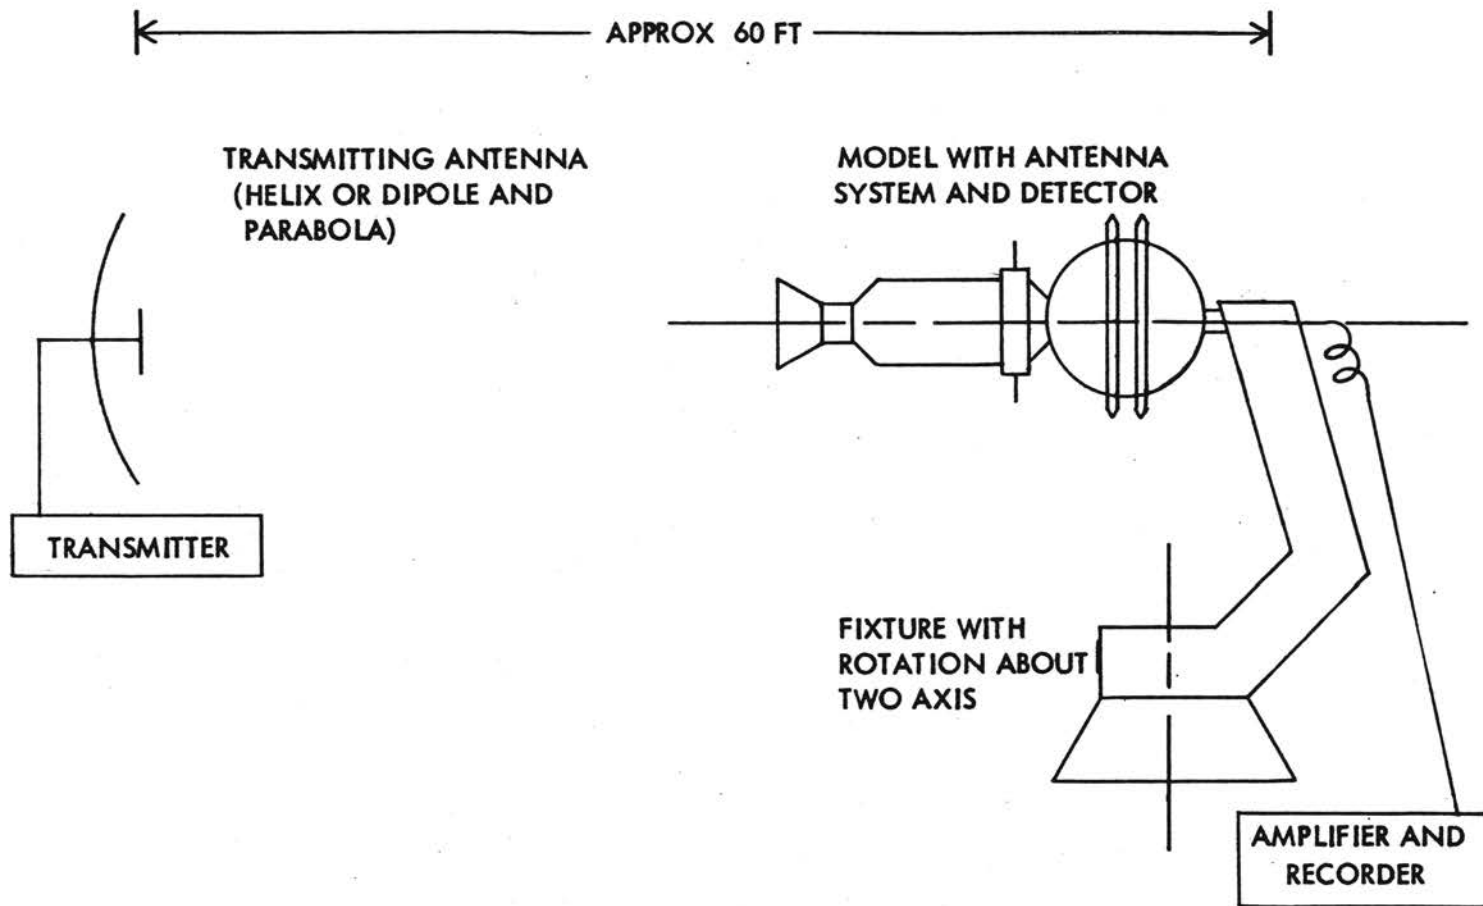 APPROX 60 FT
TRANSMITTING ANTENNA
(HELIX OR DIPOLE AND
PARABOLA)
MODEL WITH ANTENNA
SYSTEM AND DETECTOR
TRANSMITTER
FIXTURE WITH
ROTATION ABOUT
TWO AXIS
AMPLIFIER AND
RECORDER